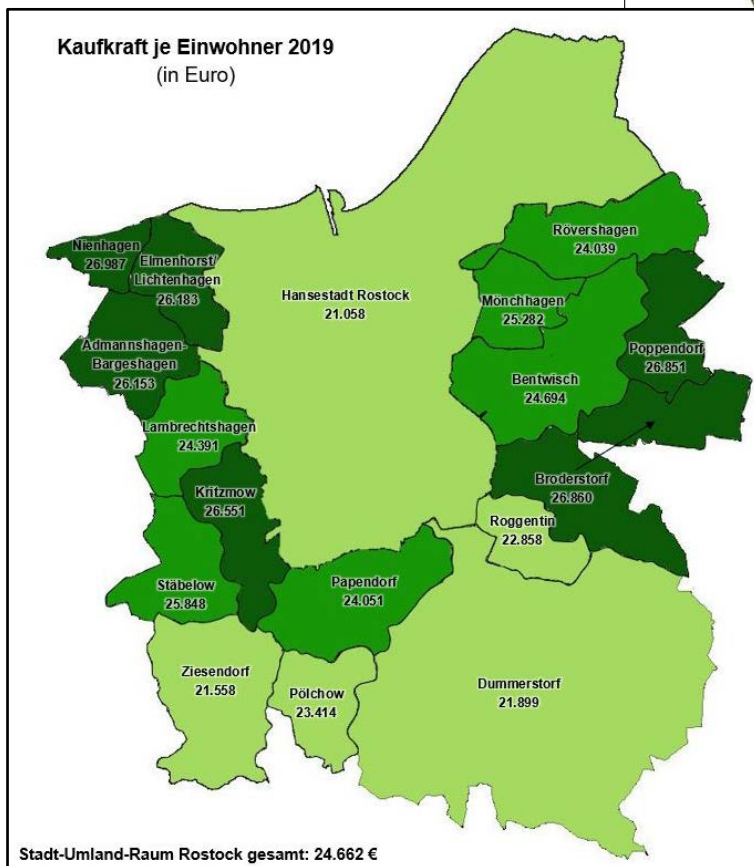 Kaufkraft je Einwohner 2019
(in Euro)
Nienhagen
26.987
Elmenhorst/
Lichtenhagen
26.183
Rövershagen
24.039
Hansestadt Rostock
21.058
Mönchhagen
25.282
Admannshagen-
Bargeshagen
26.153
Poppendorf
26.851
Bentwisch
24.694
Lambrechtshagen
24.391
Kritzmow
26.551
Broderstorf
26.860
Roggentin
22.858
Stäbelow
25.848
Papendorf
24.051
Ziesendorf
21.558
Pölchow
23.414
Dummerstorf
21.899
Stadt-Umland-Raum Rostock gesamt: 24.662 €